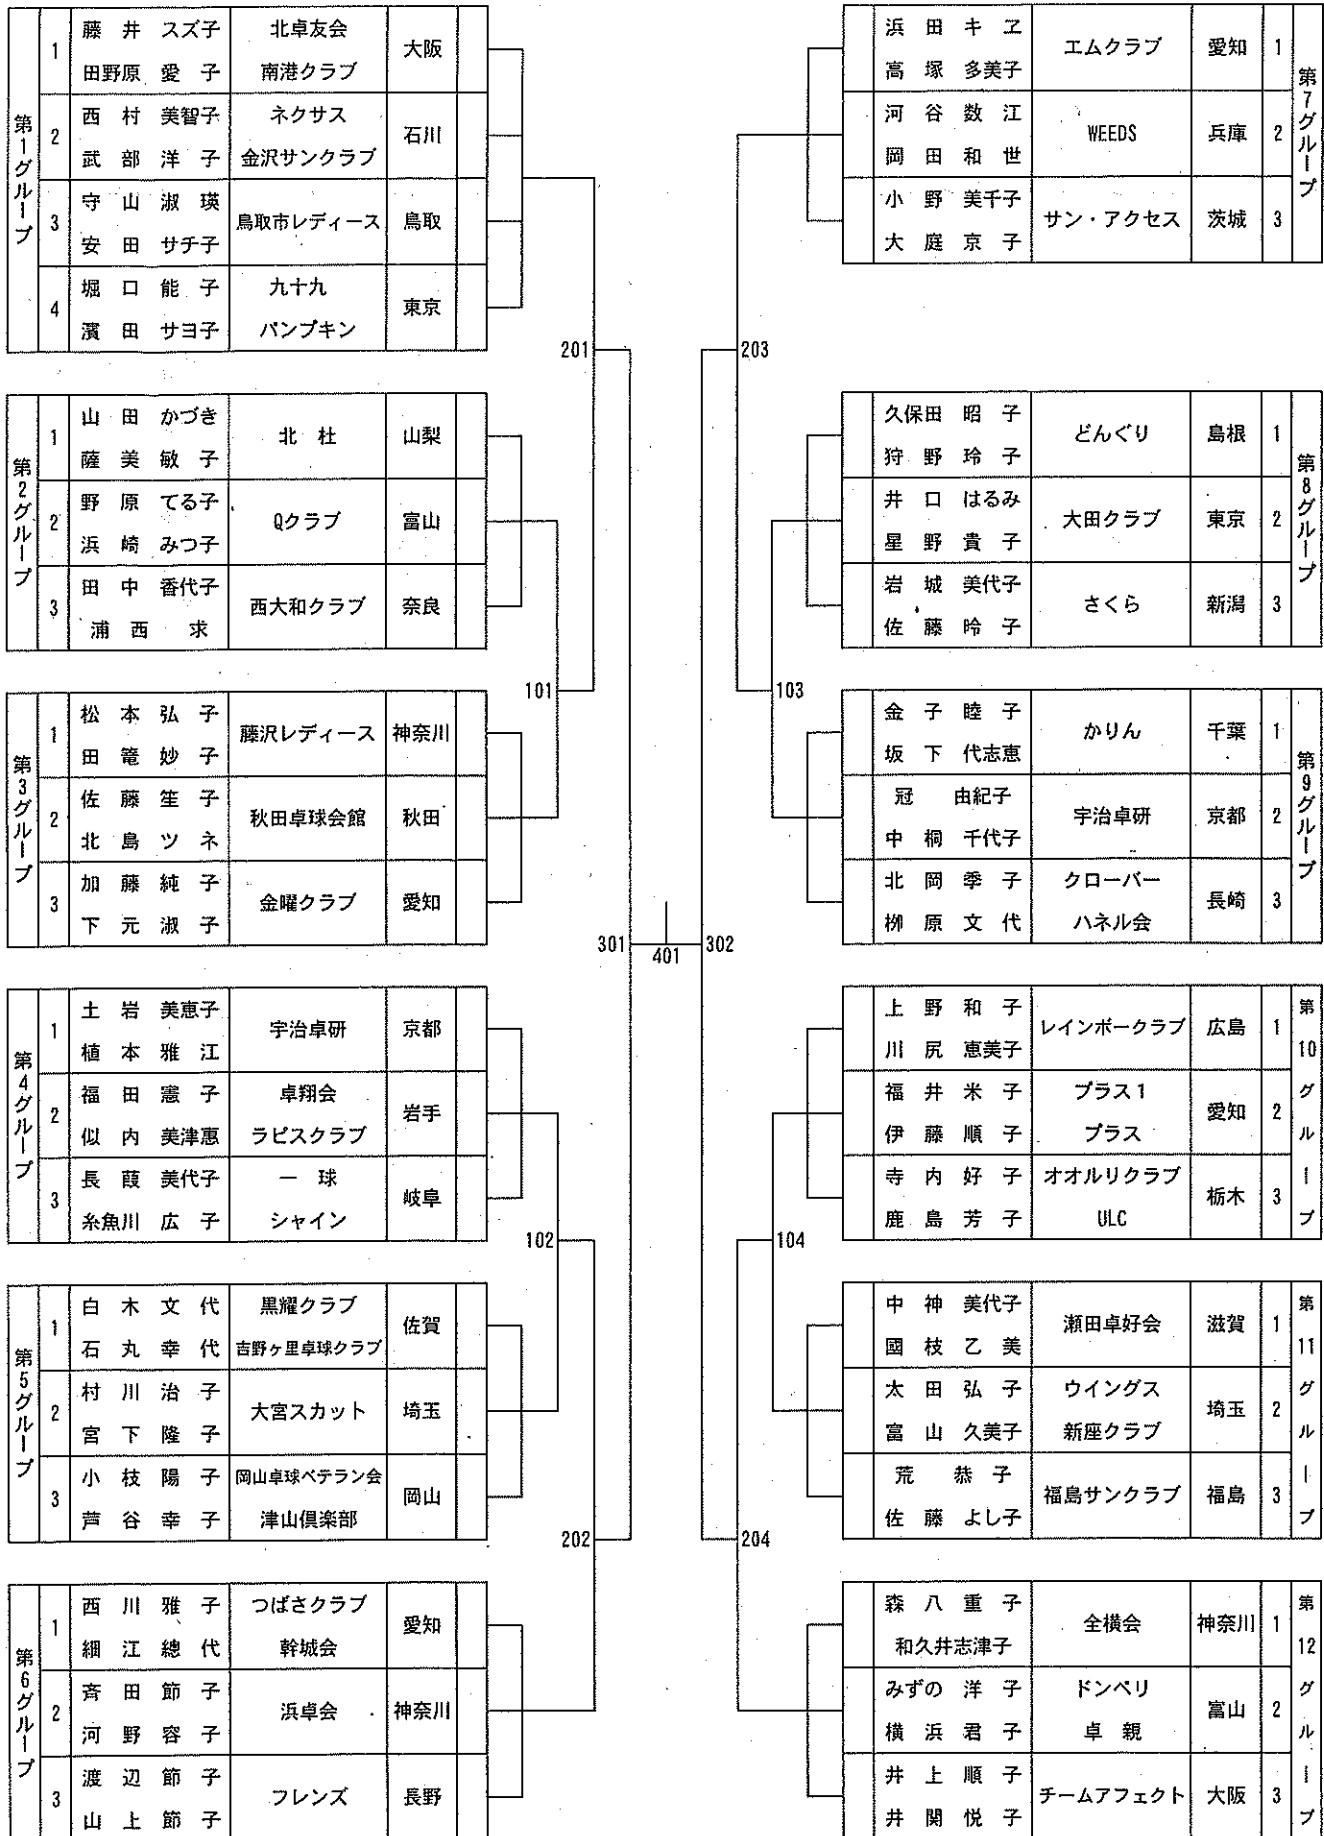 第1グループ
1
藤井 スズ子 北卓友会 大阪
田野原 愛子 南港クラブ
2
西村 美智子 ネクサス 石川
武部 洋子 金沢サンクラブ
3
守山 淑瑛 鳥取市レディース 鳥取
安田 サチ子
4
堀口 能子 九十九 東京
濱田 サヨ子 パンプキン
第2グループ
1
山田 かづき 北杜 山梨
薩美 敏子
2
野原 てる子 Qクラブ 富山
浜崎 みつ子
3
田中 香代子 西大和クラブ 奈良
浦西 求
第3グループ
1
松本 弘子 藤沢レディース 神奈川
田竜 妙子
2
佐藤 笙子 秋田卓球会館 秋田
北島 ツネ
3
加藤 純子 金曜クラブ 愛知
下元 淑子
第4グループ
1
土岩 美恵子 宇治卓研 京都
植本 雅江
2
福田 憲子 卓翔会 岩手
似内 美津惠 ラピスクラブ
3
長葭 美代子 一球 岐阜
糸魚川 広子 シャイン
第5グループ
1
白木 文代 黒耀クラブ 佐賀
石丸 幸代 吉野ヶ里卓球クラブ
2
村川 治子 大宮スカット 埼玉
宮下 隆子
3
小枝 陽子 岡山卓球ベテラン会 岡山
芦谷 幸子 津山倶楽部
第6グループ
1
西川 雅子 つばさクラブ 愛知
細江 總代 幹城会
2
斉田 節子 浜卓会 神奈川
河野 容子
3
渡辺 節子 フレンズ 長野
山上 節子
201
101
301
102
202
401
203
103
302
104
204
第7グループ
浜田 キヱ エムクラブ 愛知 1
高塚 多美子
河谷 数江 WEEDS 兵庫 2
岡田 和世
小野 美千子 サン・アクセス 茨城 3
大庭 京子
第8グループ
久保田 昭子 どんぐり 島根 1
狩野 玲子
井口 はるみ 大田クラブ 東京 2
星野 貴子
岩城 美代子 さくら 新潟 3
佐藤 昤子
第9グループ
金子 睦子 かりん 千葉 1
坂下 代志恵
冠 由紀子 宇治卓研 京都 2
中桐 千代子
北岡 季子 クローバー 長崎 3
栁原 文代 ハネル会
第10グループ
上野 和子 レインボークラブ 広島 1
川尻 恵美子
福井 米子 プラス1 愛知 2
伊藤 順子 プラス
寺内 好子 オオルリクラブ 栃木 3
鹿島 芳子 ULC
第11グループ
中神 美代子 瀬田卓好会 滋賀 1
國枝 乙美
太田 弘子 ウイングス 埼玉 2
富山 久美子 新座クラブ
荒 恭子 福島サンクラブ 福島 3
佐藤 よし子
第12グループ
森 八重子 全横会 神奈川 1
和久井志津子
みずの 洋子 ドンペリ 富山 2
横浜 君子 卓親
井上 順子 チームアフェクト 大阪 3
井関 悦子